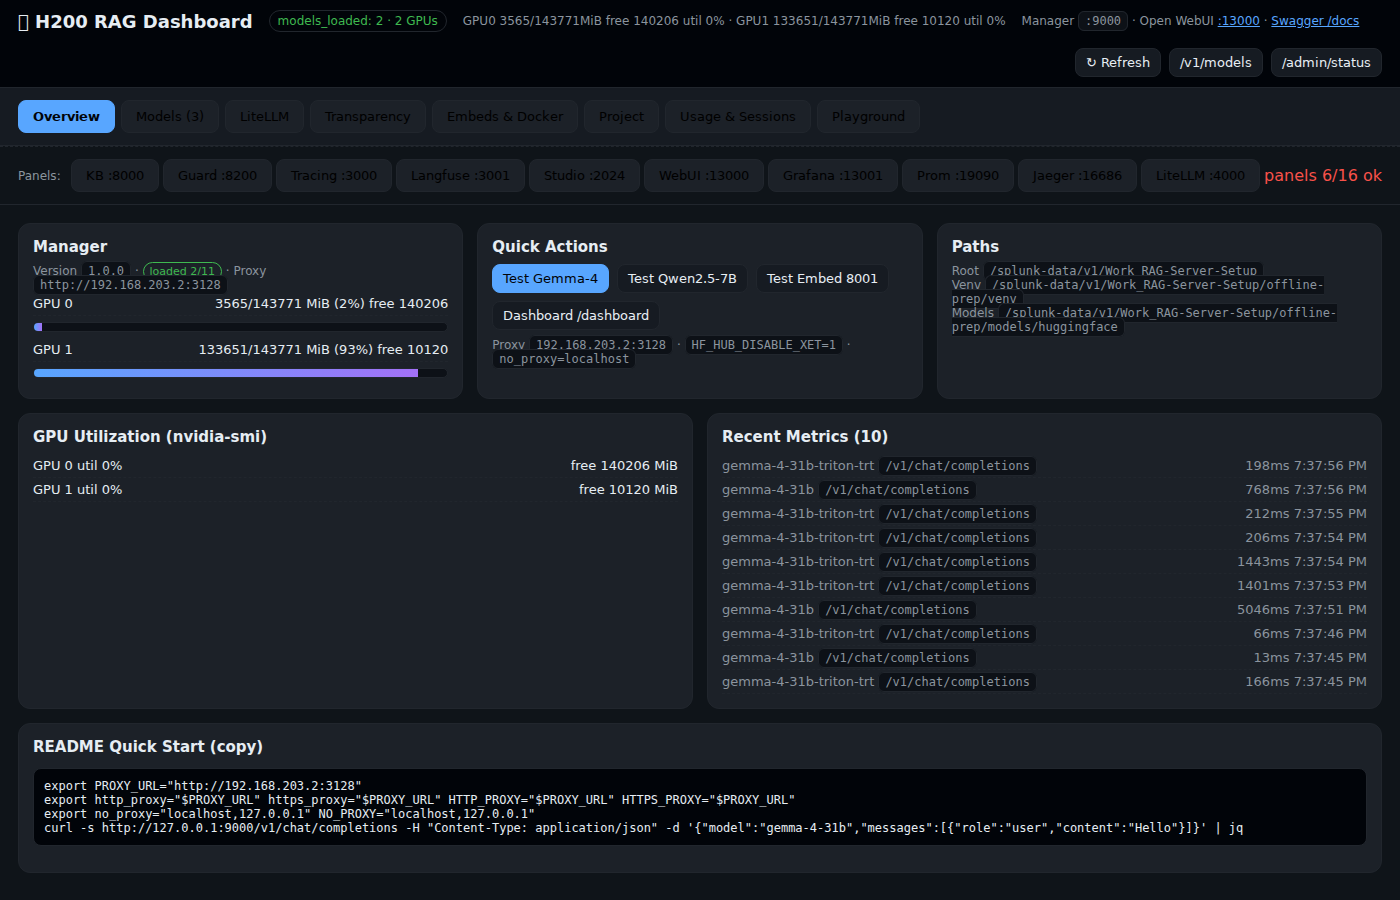 H200 RAG Dashboard
models_loaded: 2 · 2 GPUs
GPU0 3565/143771MiB free 140206 util 0% · GPU1 133651/143771MiB free 10120 util 0%
Manager :9000 · Open WebUI :13000 · Swagger /docs
↻ Refresh
/v1/models
/admin/status
Overview
Models (3)
LiteLLM
Transparency
Embeds & Docker
Project
Usage & Sessions
Playground
Panels:
KB :8000
Guard :8200
Tracing :3000
Langfuse :3001
Studio :2024
WebUI :13000
Grafana :13001
Prom :19090
Jaeger :16686
LiteLLM :4000
panels 6/16 ok
Manager
Version 1.0.0 · loaded 2/11 · Proxy
http://192.168.203.2:3128
GPU 0 3565/143771 MiB (2%) free 140206
GPU 1 133651/143771 MiB (93%) free 10120
Quick Actions
Test Gemma-4
Test Qwen2.5-7B
Test Embed 8001
Dashboard /dashboard
Proxy 192.168.203.2:3128 · HF_HUB_DISABLE_XET=1 ·
no_proxy=localhost
Paths
Root /splunk-data/v1/Work_RAG-Server-Setup
Venv /splunk-data/v1/Work_RAG-Server-Setup/offline-
prep/venv
Models /splunk-data/v1/Work_RAG-Server-Setup/offline-
prep/models/huggingface
GPU Utilization (nvidia-smi)
GPU 0 util 0% free 140206 MiB
GPU 1 util 0% free 10120 MiB
Recent Metrics (10)
gemma-4-31b-triton-trt /v1/chat/completions 198ms 7:37:56 PM
gemma-4-31b /v1/chat/completions 768ms 7:37:56 PM
gemma-4-31b-triton-trt /v1/chat/completions 212ms 7:37:55 PM
gemma-4-31b-triton-trt /v1/chat/completions 206ms 7:37:54 PM
gemma-4-31b-triton-trt /v1/chat/completions 1443ms 7:37:54 PM
gemma-4-31b-triton-trt /v1/chat/completions 1401ms 7:37:53 PM
gemma-4-31b /v1/chat/completions 5046ms 7:37:51 PM
gemma-4-31b-triton-trt /v1/chat/completions 66ms 7:37:46 PM
gemma-4-31b /v1/chat/completions 13ms 7:37:45 PM
gemma-4-31b-triton-trt /v1/chat/completions 166ms 7:37:45 PM
README Quick Start (copy)
export PROXY_URL="http://192.168.203.2:3128"
export http_proxy="$PROXY_URL" https_proxy="$PROXY_URL" HTTP_PROXY="$PROXY_URL" HTTPS_PROXY="$PROXY_URL"
export no_proxy="localhost,127.0.0.1" NO_PROXY="localhost,127.0.0.1"
curl -s http://127.0.0.1:9000/v1/chat/completions -H "Content-Type: application/json" -d '{"model":"gemma-4-31b","messages":[{"role":"user","content":"Hello"}]}' | jq